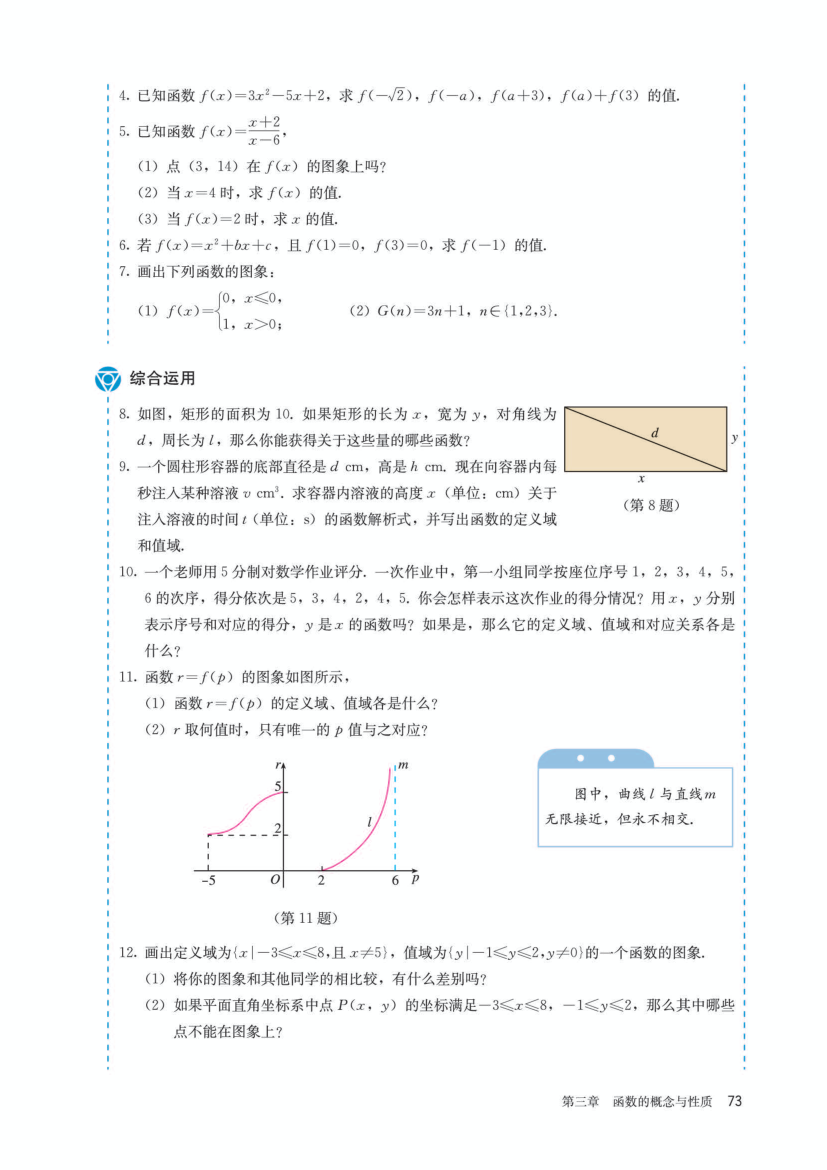 4. 已知函数 f(x)=3x²-5x+2，求 f(-√2)，f(-a)，f(a+3)，f(a)+f(3) 的值.
5. 已知函数 f(x)=(x+2)/(x-6)，
(1) 点 (3，14) 在 f(x) 的图象上吗?
(2) 当 x=4 时，求 f(x) 的值.
(3) 当 f(x)=2 时，求 x 的值.
6. 若 f(x)=x²+bx+c，且 f(1)=0，f(3)=0，求 f(-1) 的值.
7. 画出下列函数的图象：
(1) f(x)={0，x≤0，
1，x>0；
(2) G(n)=3n+1，n∈{1,2,3}.
综合运用
8. 如图，矩形的面积为 10. 如果矩形的长为 x，宽为 y，对角线为
d，周长为 l，那么你能获得关于这些量的哪些函数?
d
y
x
(第 8 题)
9. 一个圆柱形容器的底部直径是 d cm，高是 h cm. 现在向容器内每
秒注入某种溶液 v cm³. 求容器内溶液的高度 x（单位：cm）关于
注入溶液的时间 t（单位：s）的函数解析式，并写出函数的定义域
和值域.
10. 一个老师用 5 分制对数学作业评分. 一次作业中，第一小组同学按座位序号 1，2，3，4，5，
6 的次序，得分依次是 5，3，4，2，4，5. 你会怎样表示这次作业的得分情况? 用 x，y 分别
表示序号和对应的得分，y 是 x 的函数吗? 如果是，那么它的定义域、值域和对应关系各是
什么?
11. 函数 r=f(p) 的图象如图所示，
(1) 函数 r=f(p) 的定义域、值域各是什么?
(2) r 取何值时，只有唯一的 p 值与之对应?
r
m
5
l
2
-5
O
2
6
p
(第 11 题)
图中，曲线 l 与直线 m
无限接近，但永不相交.
12. 画出定义域为{x|-3≤x≤8,且 x≠5}，值域为{y|-1≤y≤2,y≠0}的一个函数的图象.
(1) 将你的图象和其他同学的相比较，有什么差别吗?
(2) 如果平面直角坐标系中点 P(x，y) 的坐标满足-3≤x≤8，-1≤y≤2，那么其中哪些
点不能在图象上?
第三章 函数的概念与性质 73